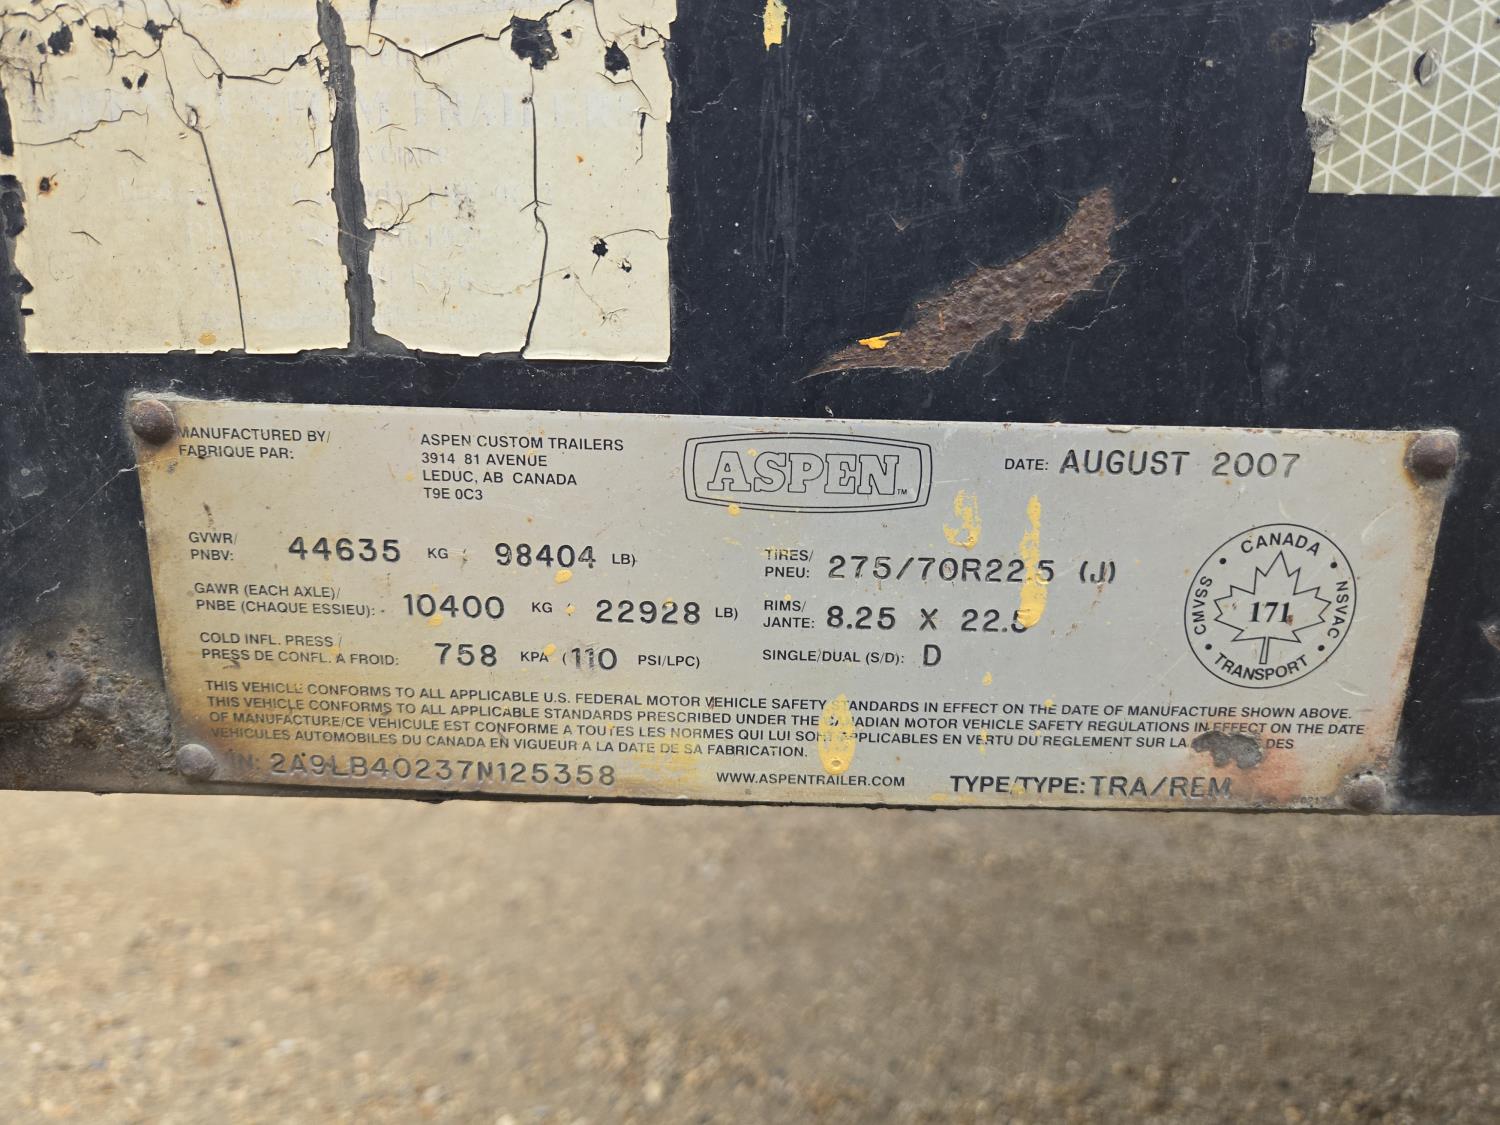 MANUFACTURED BY/
FABRIQUE PAR:
ASPEN CUSTOM TRAILERS
3914 81 AVENUE
LEDUC, AB CANADA
T9E 0C3
ASPEN™
DATE: AUGUST 2007
GVWR/
PNBV: 44635 KG / 98404 LB)
GAWR (EACH AXLE)/
PNBE (CHAQUE ESSIEU): 10400 KG 22928 LB)
COLD INFL. PRESS /
PRESS DE CONFL. A FROID: 758 KPA (110 PSI/LPC)
TIRES/
PNEU: 275/70R22.5 (J)
RIMS/
JANTE: 8.25 X 22.5
SINGLE/DUAL (S/D): D
CANADA
CMVSS
171
NSVAC
TRANSPORT
THIS VEHICLE CONFORMS TO ALL APPLICABLE U.S. FEDERAL MOTOR VEHICLE SAFETY STANDARDS IN EFFECT ON THE DATE OF MANUFACTURE SHOWN ABOVE.
THIS VEHICLE CONFORMS TO ALL APPLICABLE STANDARDS PRESCRIBED UNDER THE CANADIAN MOTOR VEHICLE SAFETY REGULATIONS IN EFFECT ON THE DATE
OF MANUFACTURE/CE VEHICULE EST CONFORME A TOUTES LES NORMES QUI LUI SONT APPLICABLES EN VERTU DU REGLEMENT SUR LA DES
VEHICULES AUTOMOBILES DU CANADA EN VIGUEUR A LA DATE DE SA FABRICATION.
VIN: 2A9LB40237N125358
WWW.ASPENTRAILER.COM
TYPE/TYPE: TRA/REM